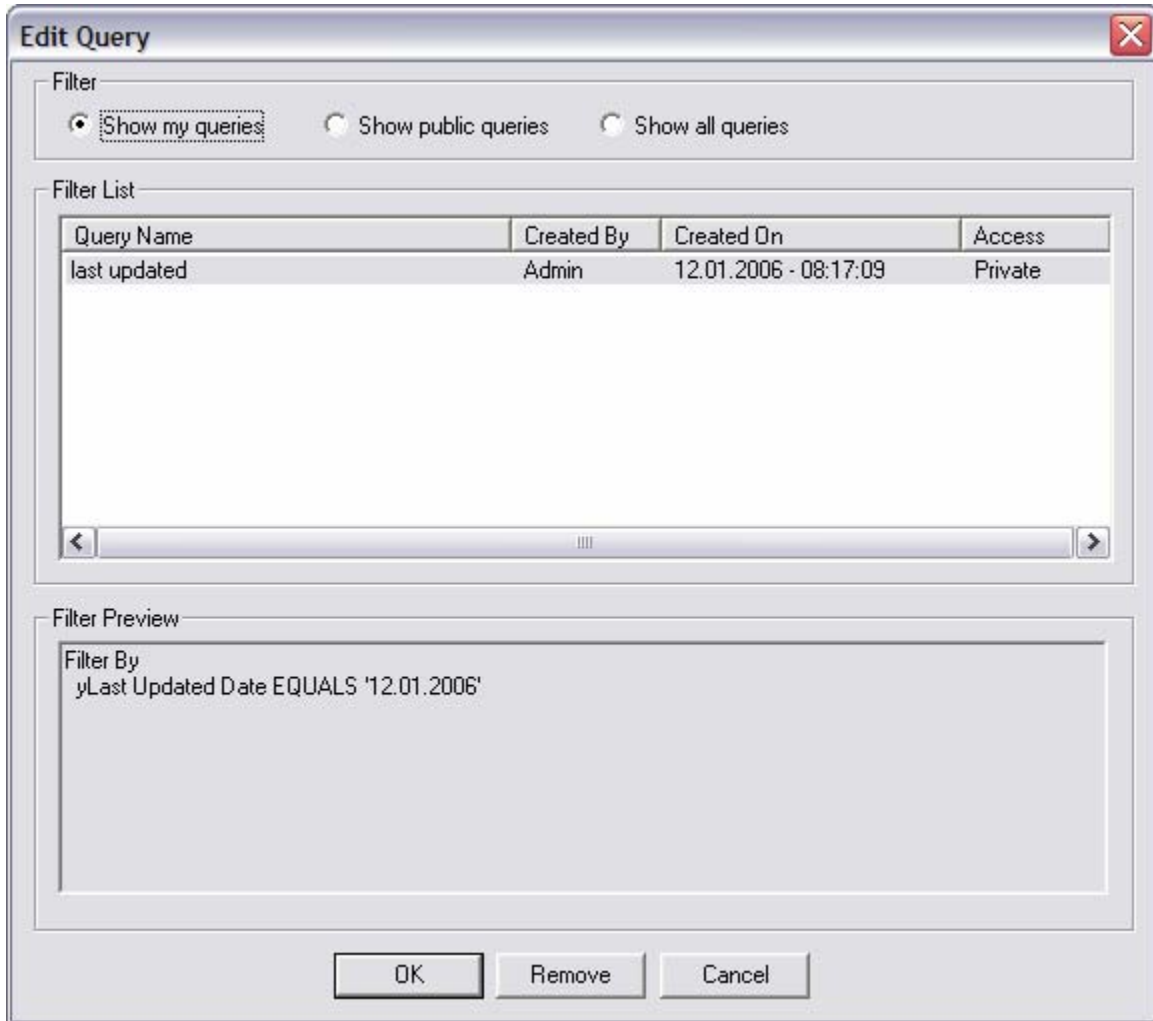 Edit Query
Filter
Show my queries Show public queries Show all queries
Filter List
Query Name Created By Created On Access
last updated Admin 12.01.2006 - 08:17:09 Private
Filter Preview
Filter By
yLast Updated Date EQUALS '12.01.2006'
OK Remove Cancel